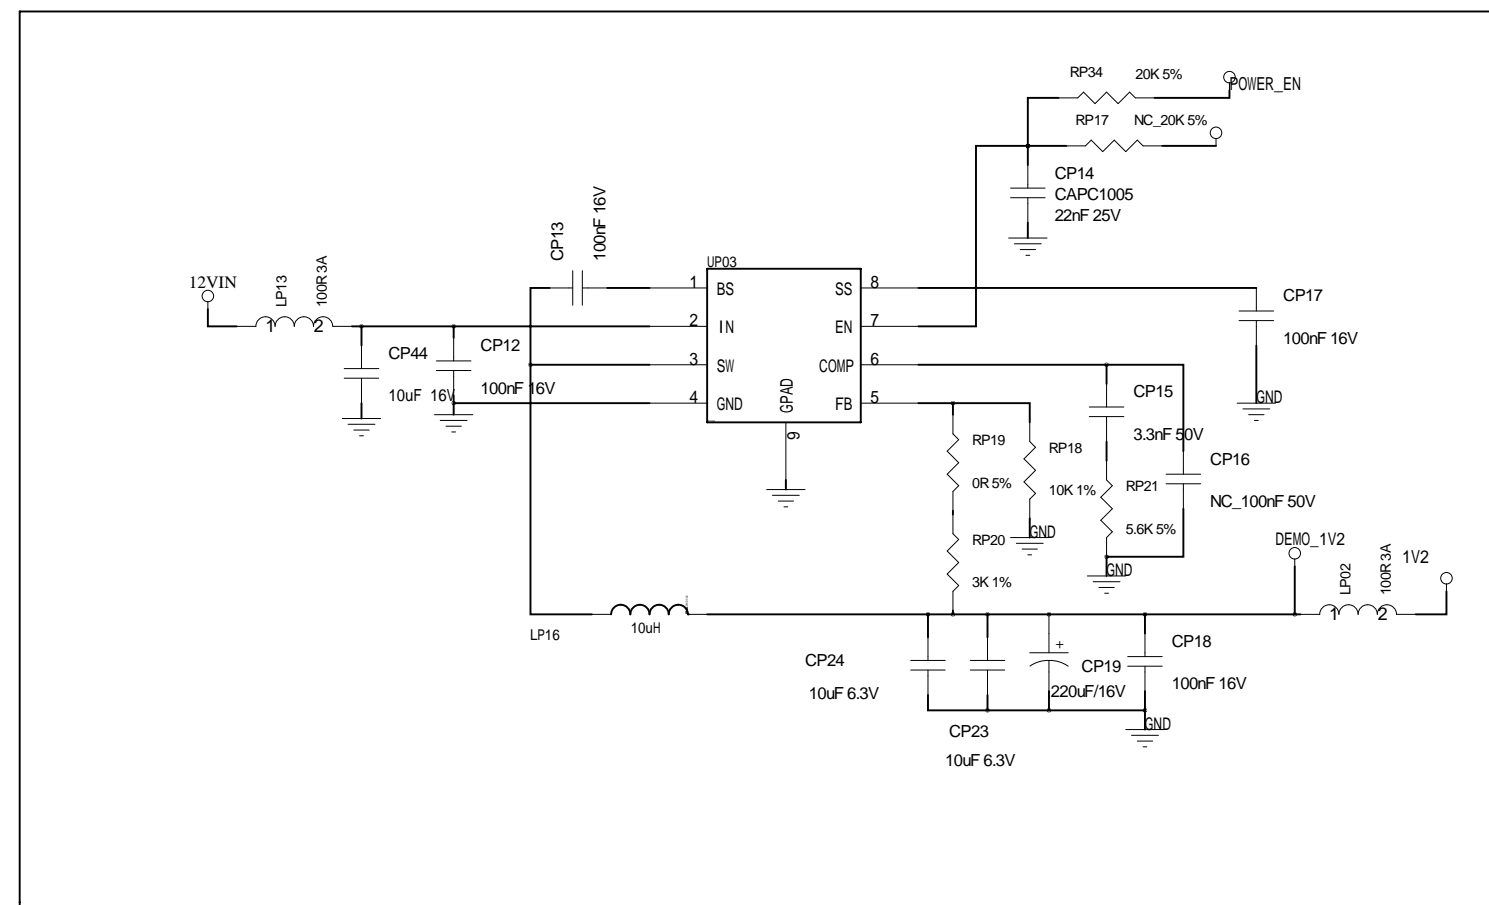 RP34 20K 5%
POWER_EN
RP17 NC_20K 5%
CP14
CAPC1005
22nF 25V
CP13
100nF 16V
UP03
12VIN
LP13
100R 3A
1 2
1 BS
2 IN
3 SW
4 GND
SS 8
EN 7
COMP 6
FB 5
GPAD
9
CP17
100nF 16V
GND
CP44
10uF 16V
CP12
100nF 16V
CP15
3.3nF 50V
RP19
0R 5%
RP18
10K 1%
GND
CP16
NC_100nF 50V
RP21
5.6K 5%
GND
RP20
3K 1%
DEMO_1V2
LP02
100R 3A
1V2
1 2
LP16
10uH
CP24
10uF 6.3V
CP23
10uF 6.3V
+
CP19
220uF/16V
CP18
100nF 16V
GND